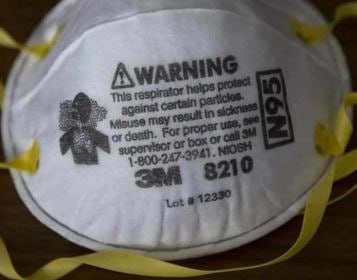 ⚠WARNING
This respirator helps protect
against certain particles.
Misuse may result in sickness
or death. For proper use, see
supervisor or box or call 3M
1-800-247-3941. NIOSH
N95
3M 8210
Lot # 12330